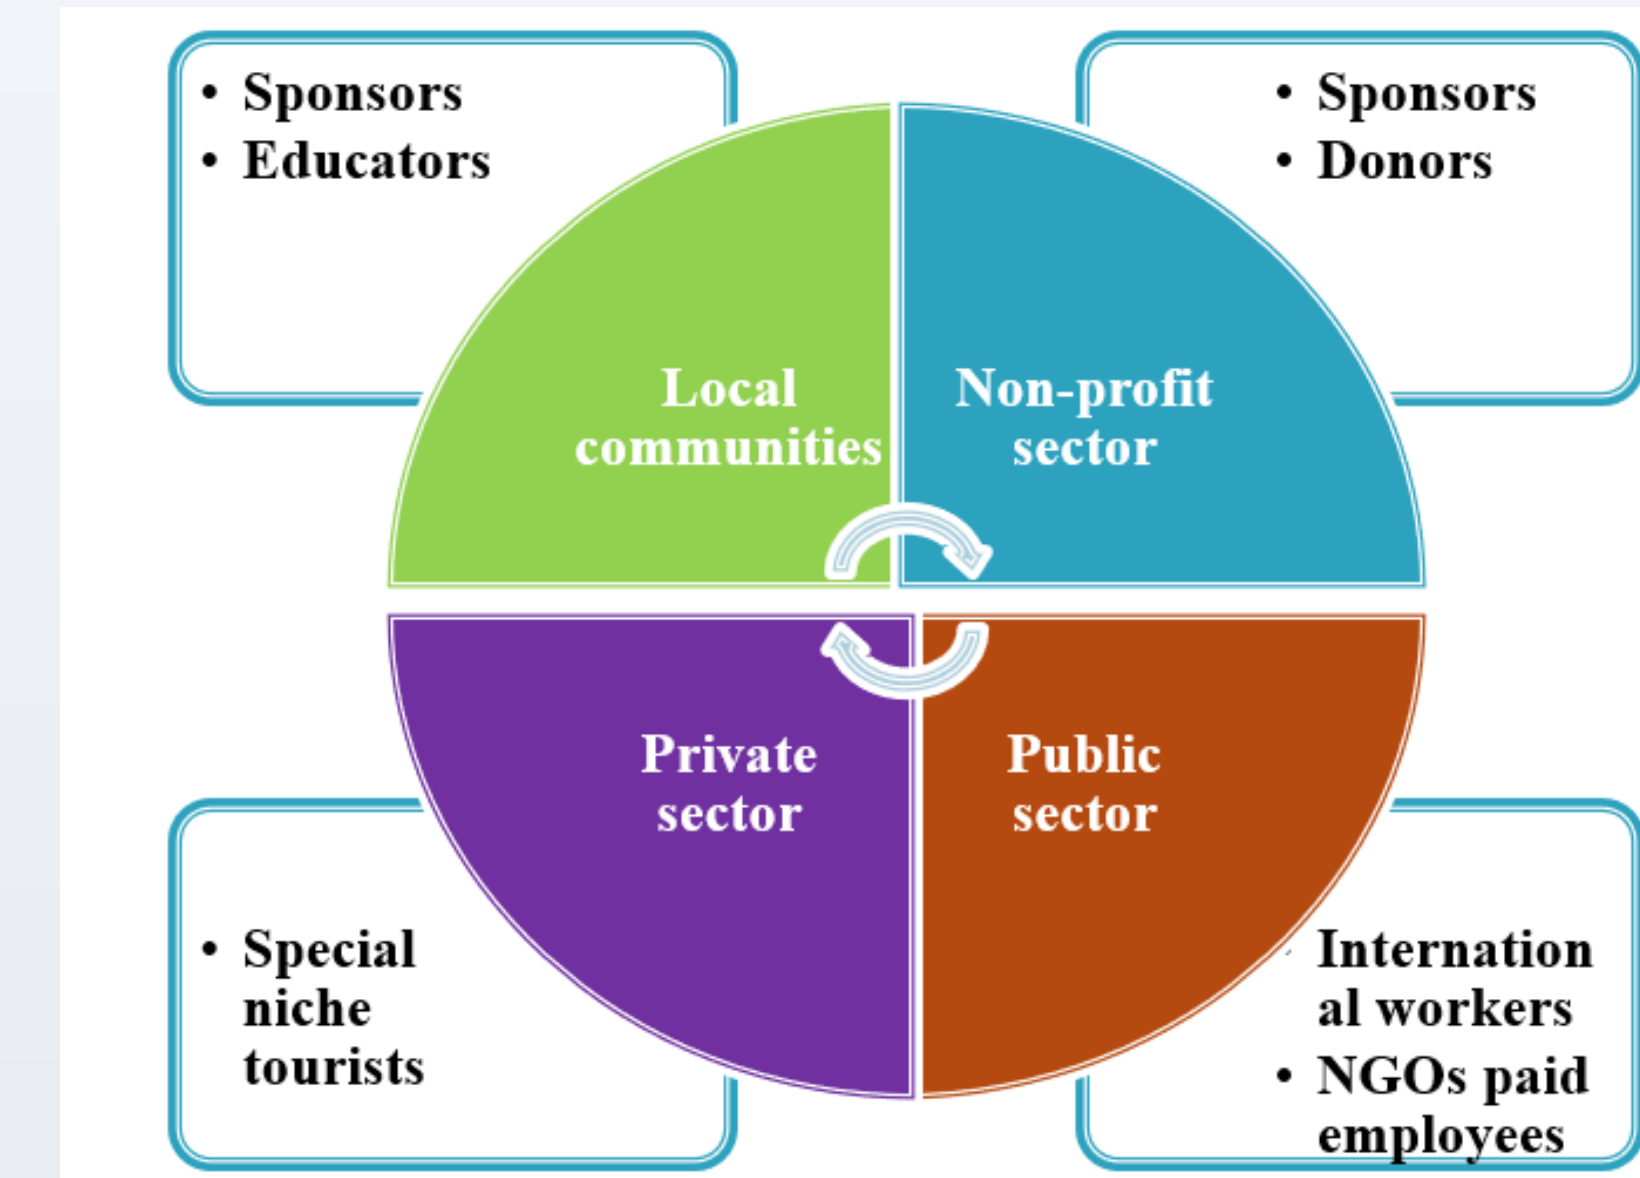 • Sponsors
• Educators
• Sponsors
• Donors
Local
communities
Non-profit
sector
Private
sector
Public
sector
• Special
niche
tourists
Internation
al workers
• NGOs paid
employees